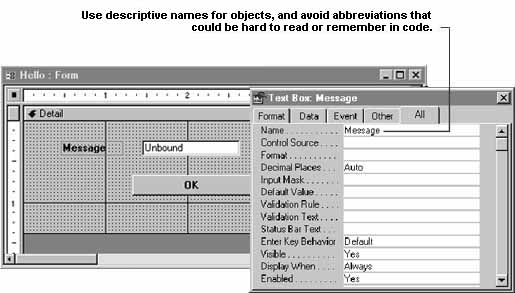 Use descriptive names for objects, and avoid abbreviations that
could be hard to read or remember in code.
Hello : Form
1
2
Detail
Message
Unbound
OK
1
Text Box: Message
Format Data Event Other All
Name . . . . . . . . . . . Message
Control Source . . . .
Format . . . . . . . . . .
Decimal Places . . . . Auto
Input Mask . . . . . . . .
Default Value . . . . .
Validation Rule . . . .
Validation Text . . . .
Status Bar Text . . .
Enter Key Behavior Default
Visible . . . . . . . . . . Yes
Display When . . . . . Always
Enabled . . . . . . . . . Yes